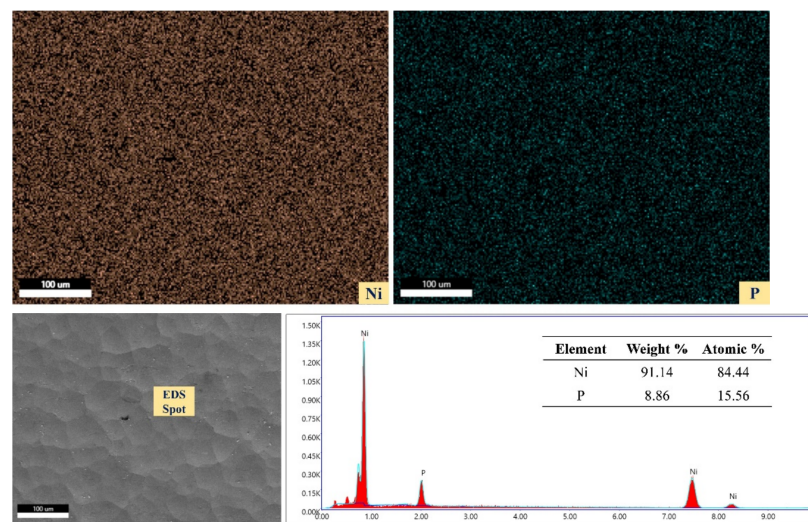 100 um
Ni
100 um
P
EDS
Spot
100 um
1.50K
1.35K
1.20K
1.05K
0.90K
0.75K
0.60K
0.45K
0.30K
0.15K
0.00K
Ni
P
Ni
Ni
0.00 1.00 2.00 3.00 4.00 5.00 6.00 7.00 8.00 9.00
Element Weight % Atomic %
Ni 91.14 84.44
P 8.86 15.56